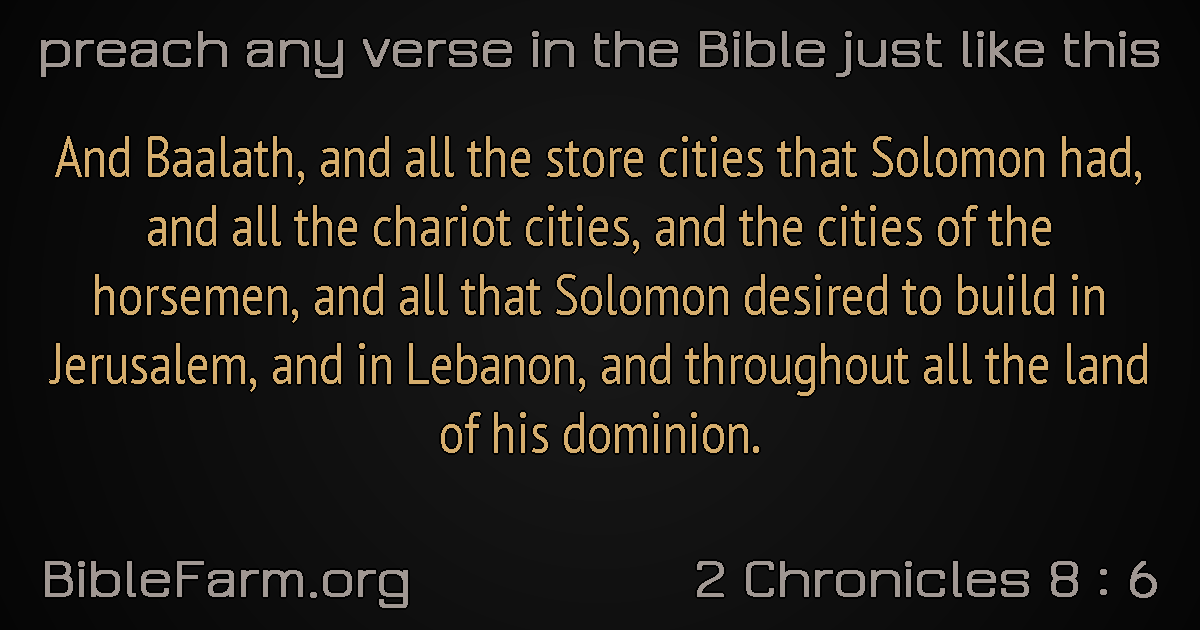 preach any verse in the Bible just like this
And Baalath, and all the store cities that Solomon had,
and all the chariot cities, and the cities of the
horsemen, and all that Solomon desired to build in
Jerusalem, and in Lebanon, and throughout all the land
of his dominion.
BibleFarm.org
2 Chronicles 8 : 6